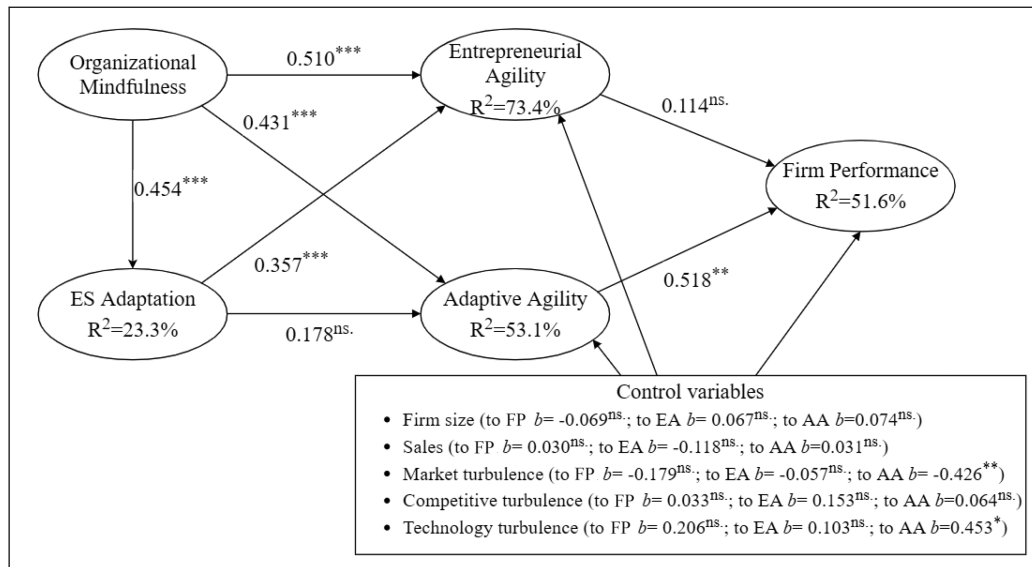 Organizational
Mindfulness
0.510***
Entrepreneurial
Agility
R²=73.4%
0.431***
0.114ns.
0.454***
Firm Performance
R²=51.6%
0.357***
0.518**
ES Adaptation
R²=23.3%
0.178ns.
Adaptive Agility
R²=53.1%
Control variables
• Firm size (to FP b= -0.069ns.; to EA b= 0.067ns.; to AA b=0.074ns.)
• Sales (to FP b= 0.030ns.; to EA b= -0.118ns.; to AA b=0.031ns.)
• Market turbulence (to FP b= -0.179ns.; to EA b= -0.057ns.; to AA b= -0.426**)
• Competitive turbulence (to FP b= 0.033ns.; to EA b= 0.153ns.; to AA b=0.064ns.)
• Technology turbulence (to FP b= 0.206ns.; to EA b= 0.103ns.; to AA b=0.453*)